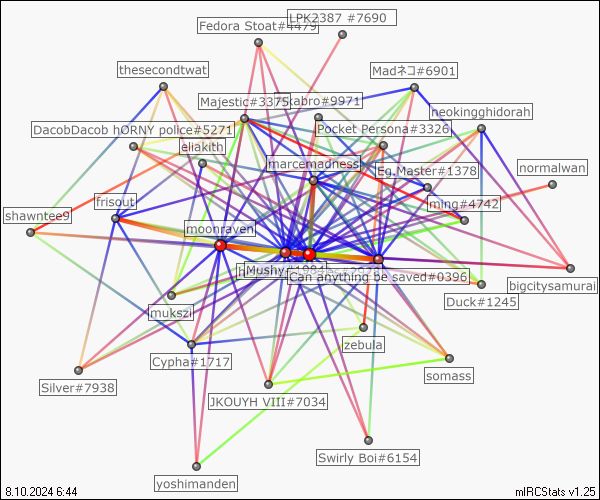 LPK2387 #7690
Fedora Stoat#4479
thesecondtwat
Madネコ#6901
Majestic#3375
kabro#9971
neokingghidorah
DacobDacob hORNY police#5271
Pocket Persona#3326
eliakith
marcemadness
Eg.Master#1378
normalwan
frisout
ming#4742
shawntee9
moonraven
Mushy#1984
Can anything be saved#0396
bigcitysamurai
mukszi
Duck#1245
zebula
Cypha#1717
somass
Silver#7938
JKOUYH VIII#7034
Swirly Boi#6154
yoshimanden
8.10.2024 6:44
mIRCStats v1.25